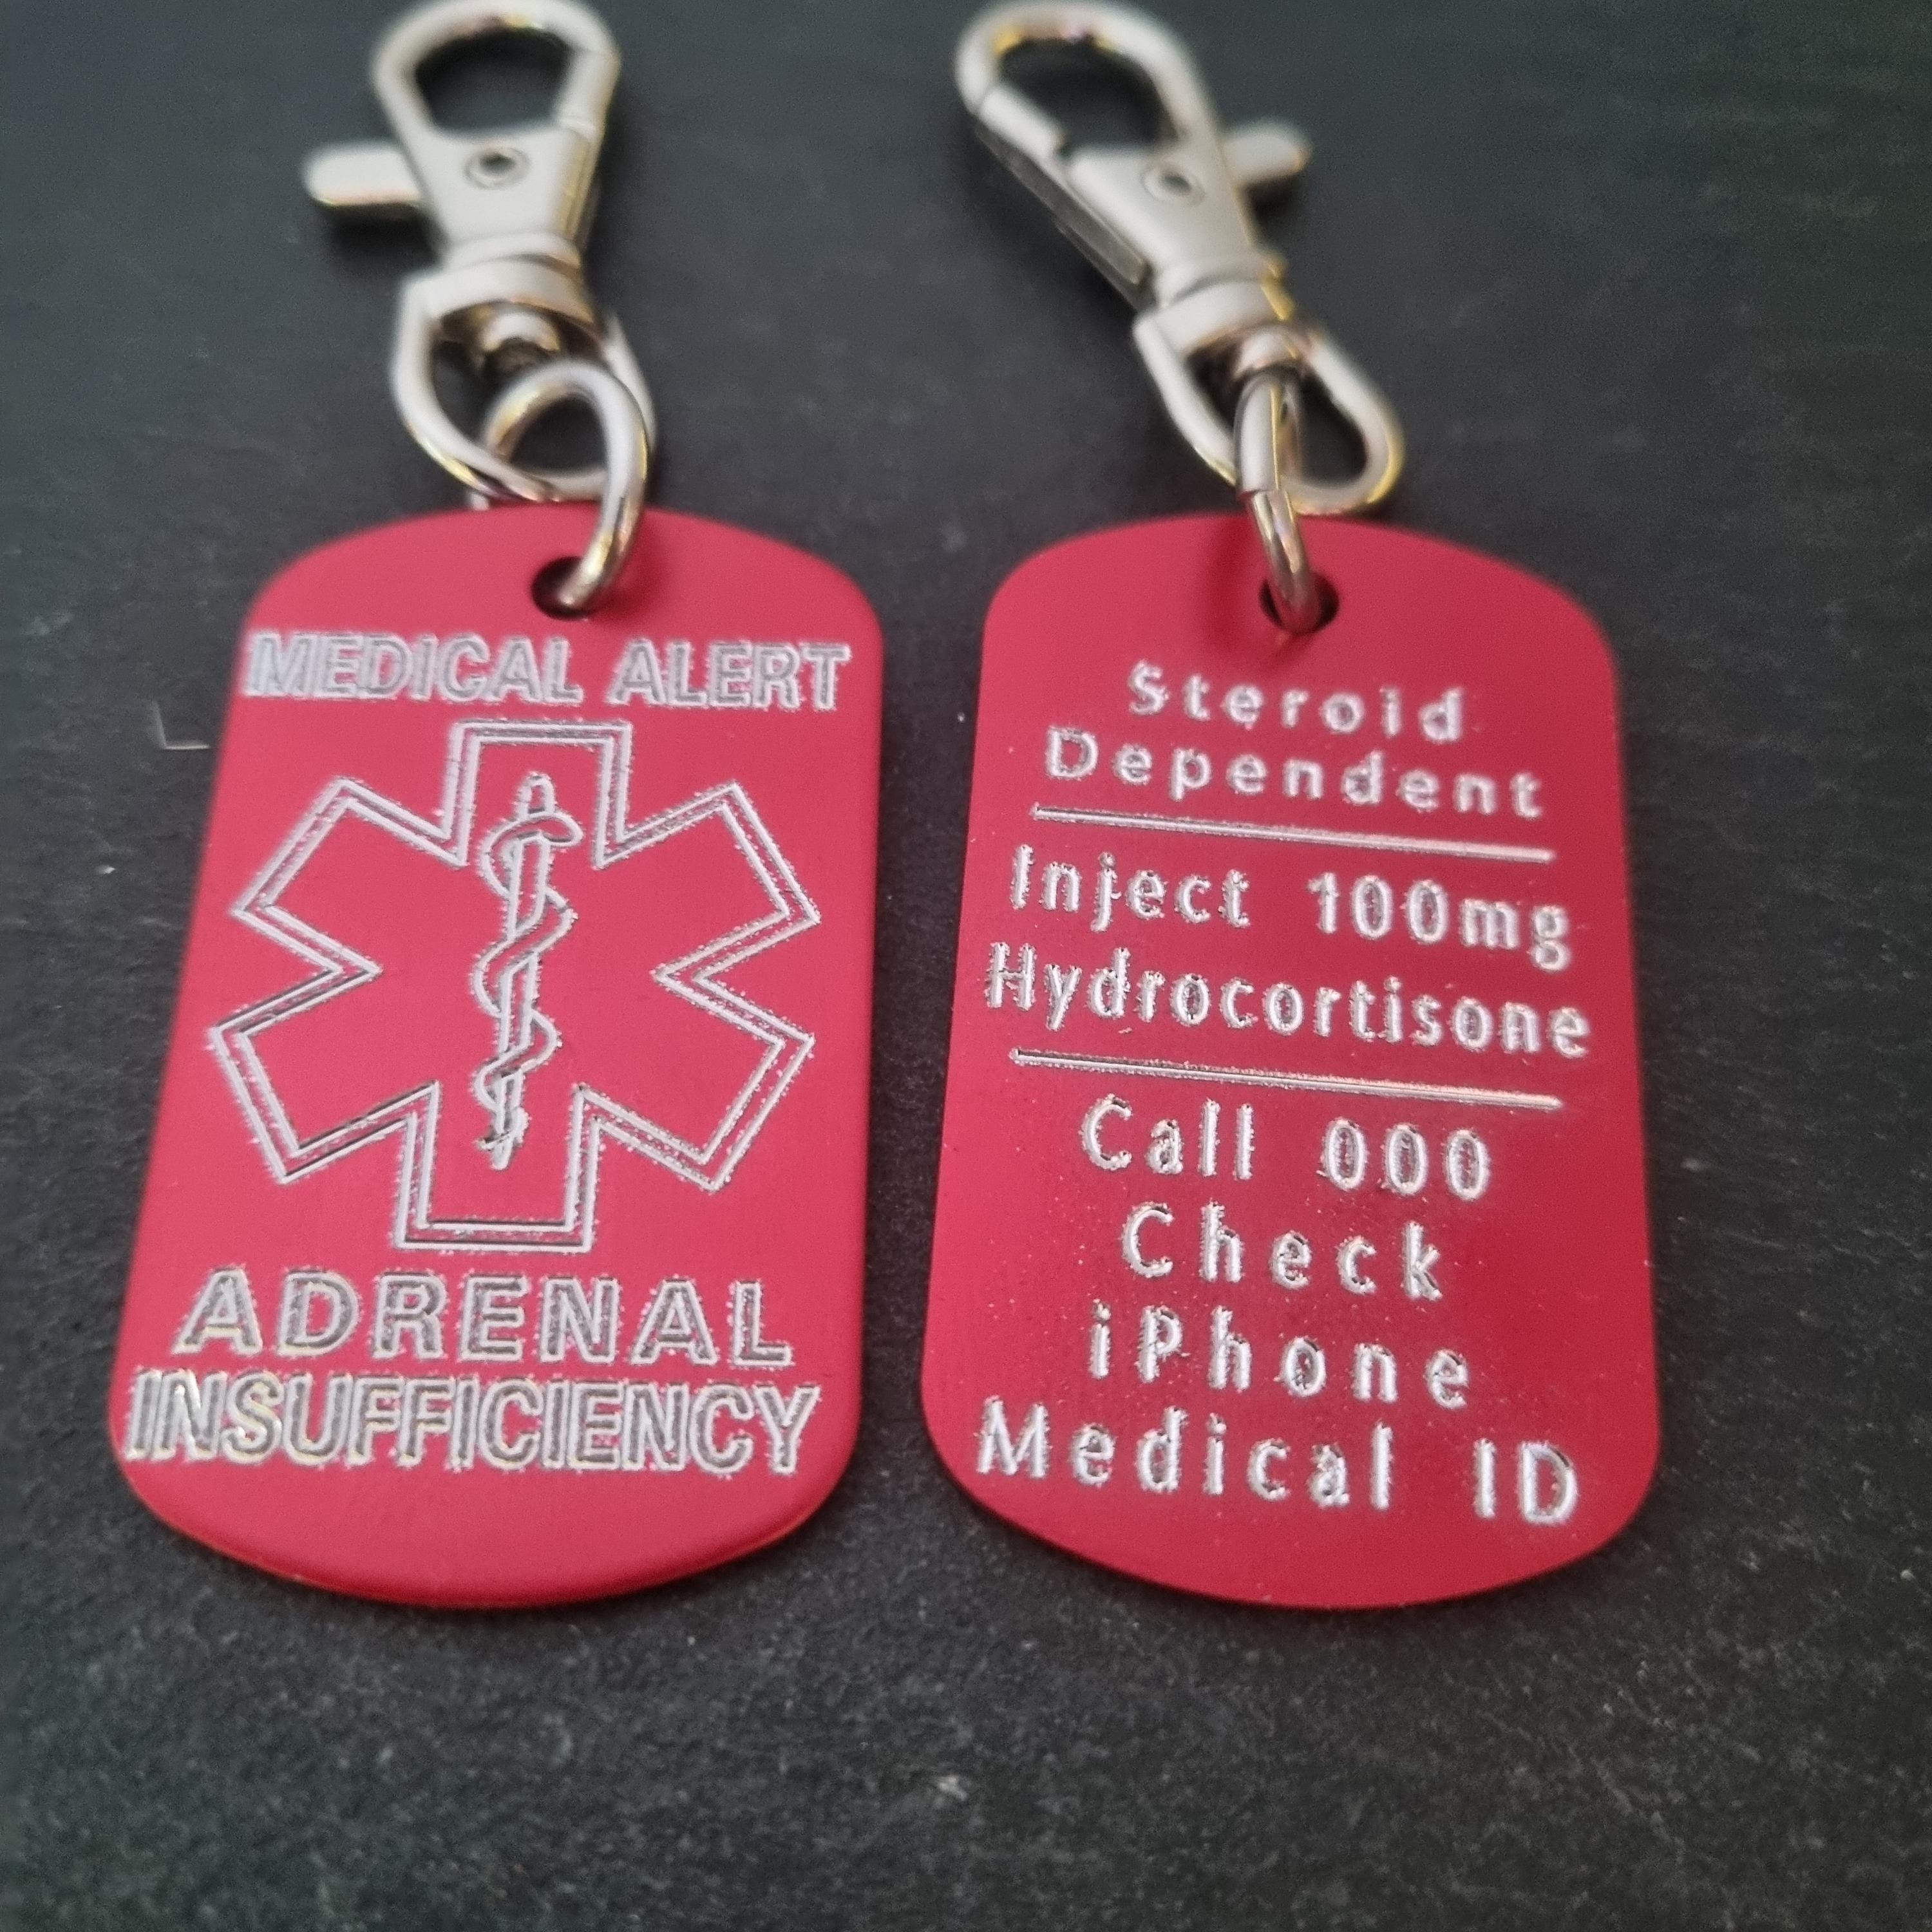 MEDICAL ALERT
ADRENAL
INSUFFICIENCY
Steroid
Dependent
Inject 100mg
Hydrocortisone
Call 000
Check
iPhone
Medical ID